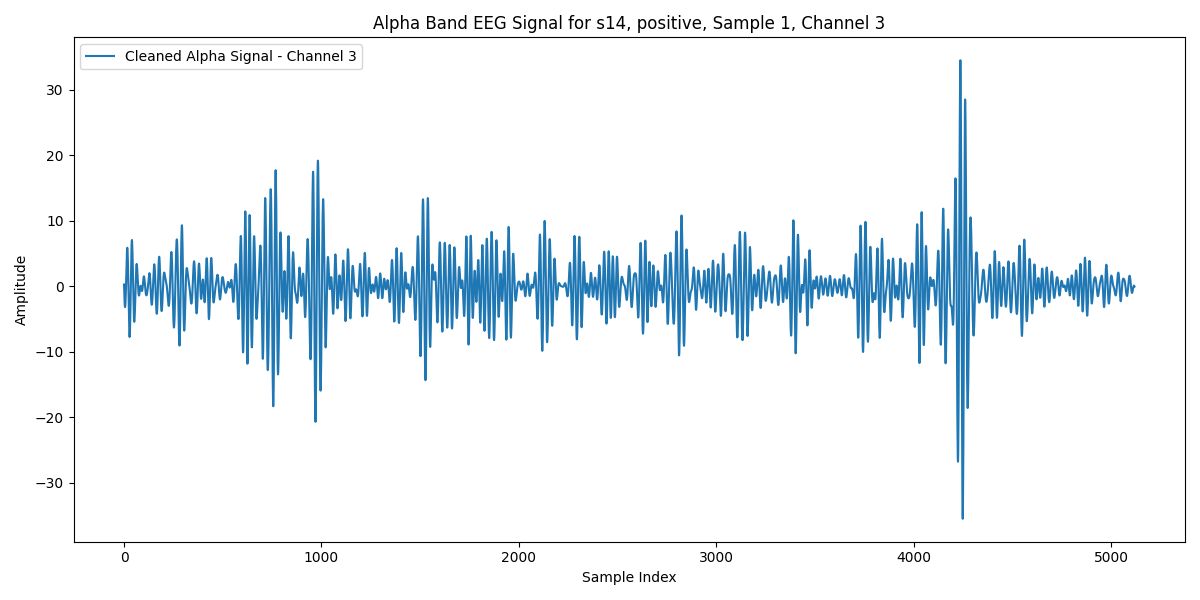 Alpha Band EEG Signal for s14, positive, Sample 1, Channel 3
Cleaned Alpha Signal - Channel 3
Amplitude
30
20
10
0
−10
−20
−30
0 1000 2000 3000 4000 5000
Sample Index